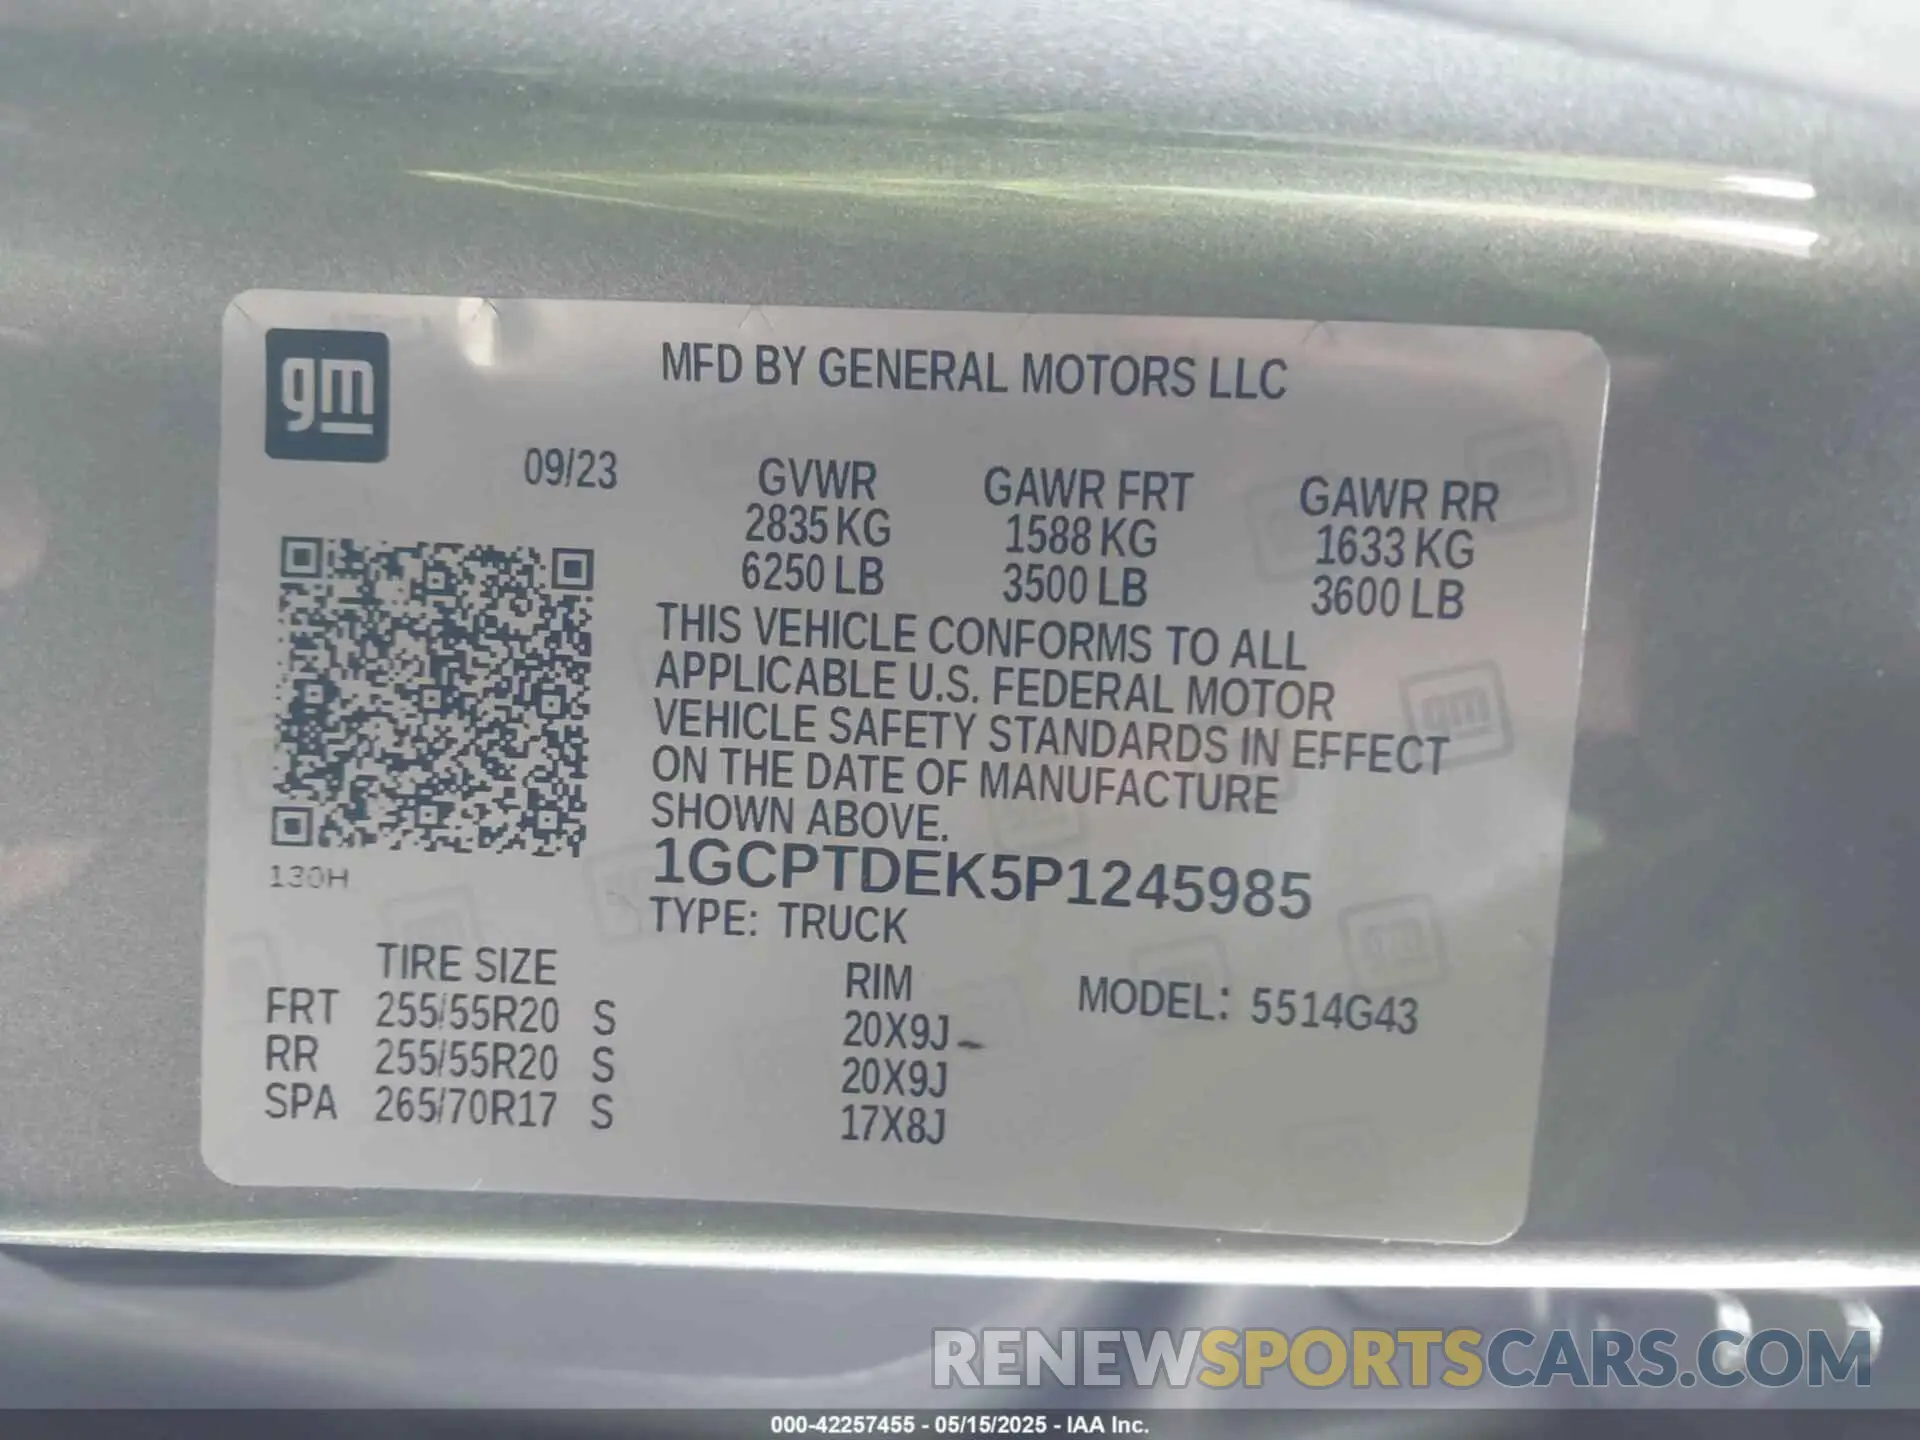 gm
MFD BY GENERAL MOTORS LLC
09/23
GVWR GAWR FRT GAWR RR
2835 KG 1588 KG 1633 KG
6250 LB 3500 LB 3600 LB
THIS VEHICLE CONFORMS TO ALL
APPLICABLE U.S. FEDERAL MOTOR
VEHICLE SAFETY STANDARDS IN EFFECT
ON THE DATE OF MANUFACTURE
SHOWN ABOVE.
1GCPTDEK5P1245985
130H
TYPE: TRUCK
TIRE SIZE RIM MODEL: 5514G43
FRT 255/55R20 S 20X9J
RR 255/55R20 S 20X9J
SPA 265/70R17 S 17X8J
RENEWSPORTSCARS.COM
000-42257455 - 05/15/2025 - IAA Inc.